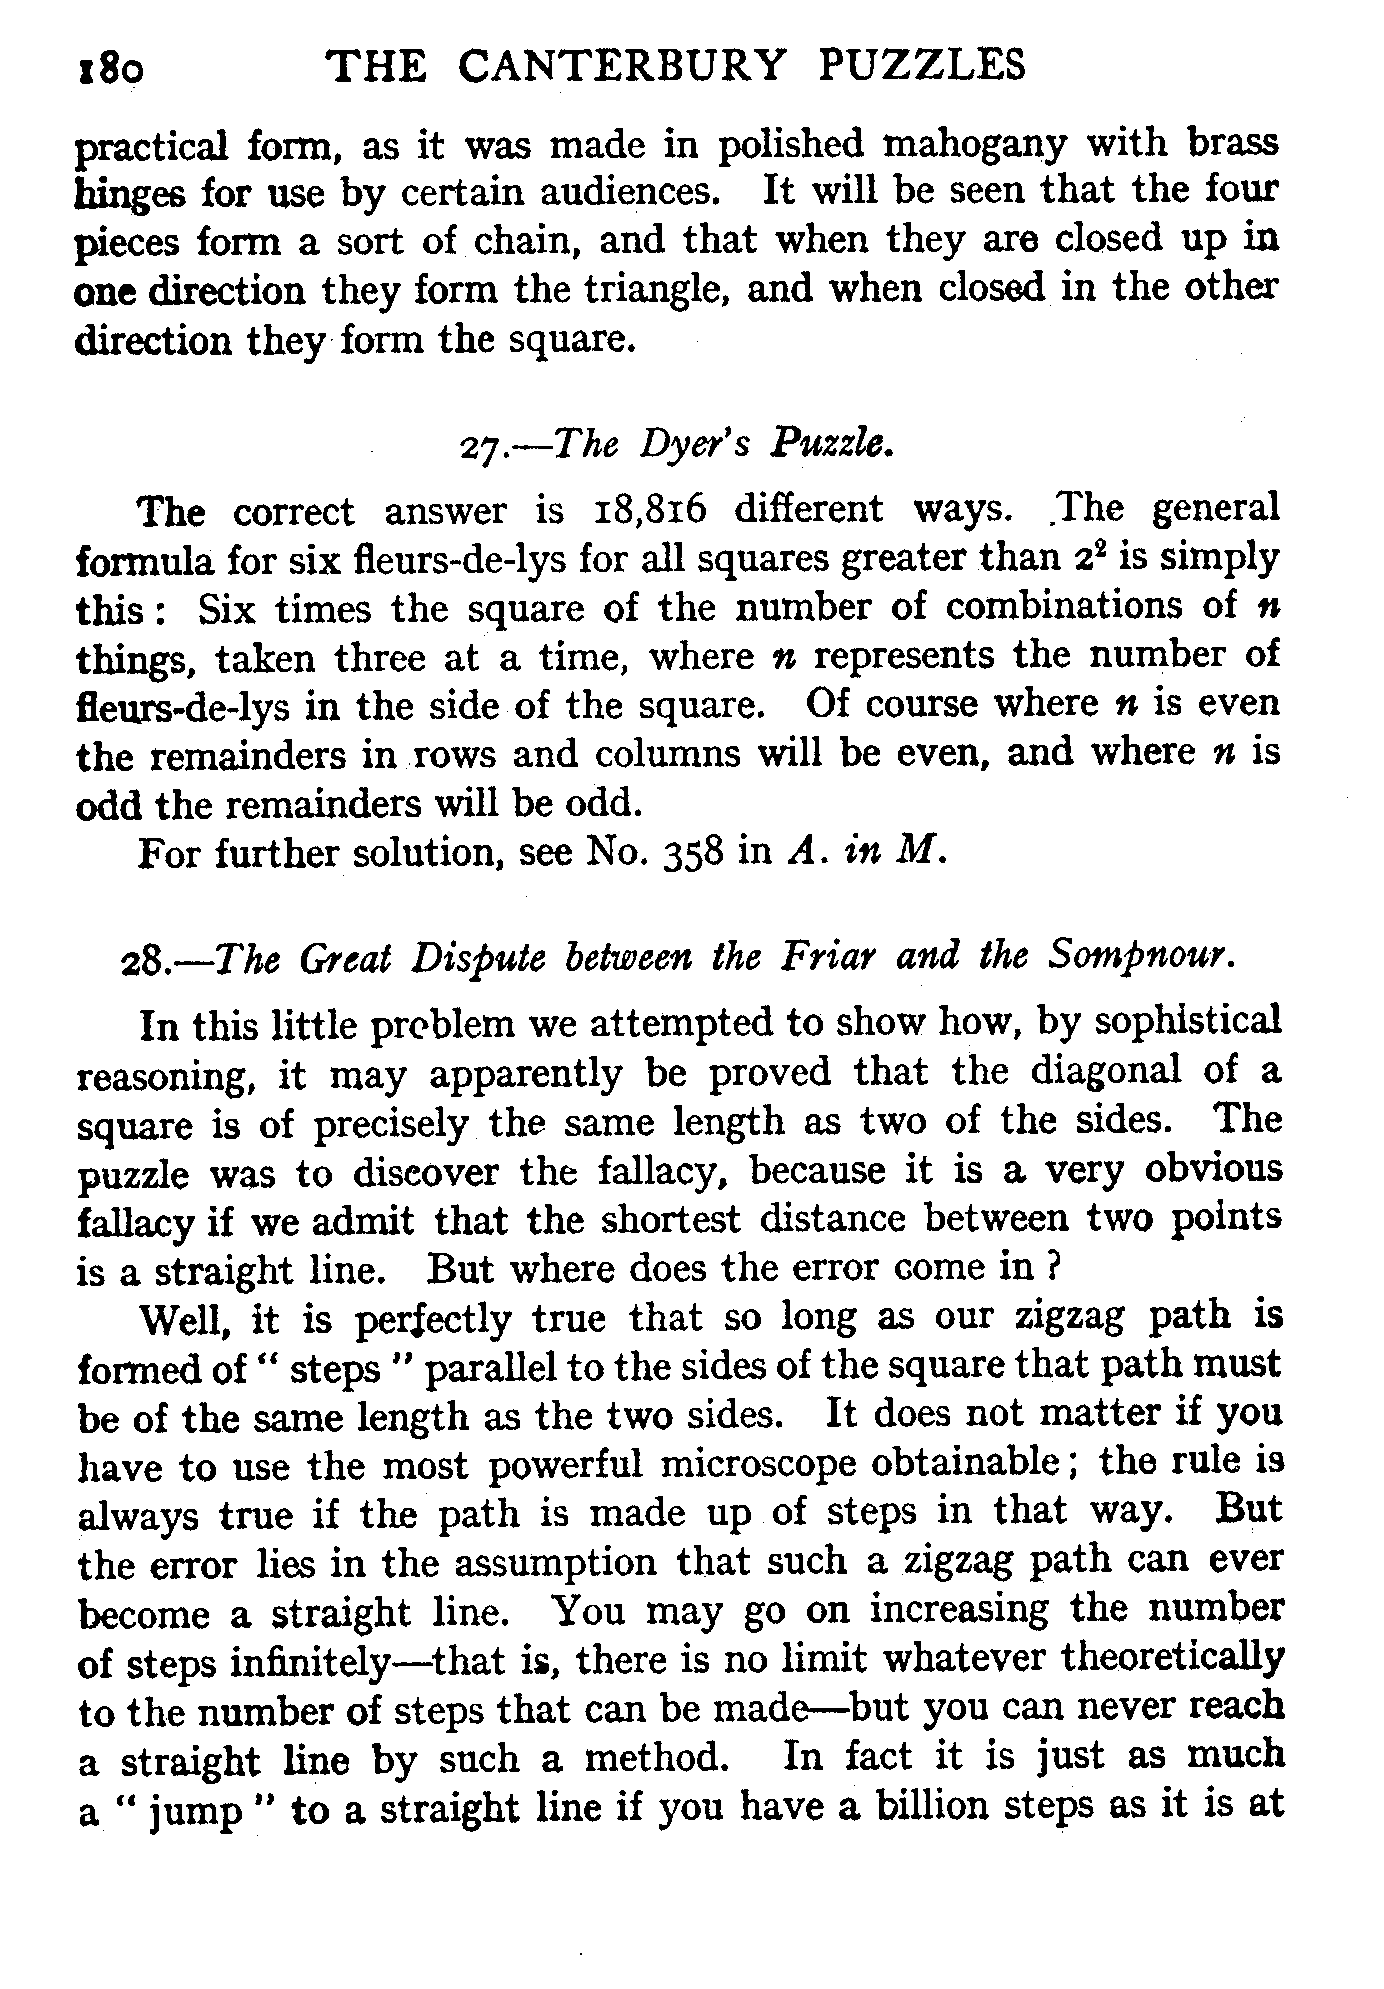 180 THE CANTERBURY PUZZLES
practical form, as it was made in polished mahogany with brass
hinges for use by certain audiences. It will be seen that the four
pieces form a sort of chain, and that when they are closed up in
one direction they form the triangle, and when closed in the other
direction they form the square.
27.—The Dyer's Puzzle.
The correct answer is 18,816 different ways. The general
formula for six fleurs-de-lys for all squares greater than 2² is simply
this : Six times the square of the number of combinations of n
things, taken three at a time, where n represents the number of
fleurs-de-lys in the side of the square. Of course where n is even
the remainders in rows and columns will be even, and where n is
odd the remainders will be odd.
For further solution, see No. 358 in A. in M.
28.—The Great Dispute between the Friar and the Sompnour.
In this little problem we attempted to show how, by sophistical
reasoning, it may apparently be proved that the diagonal of a
square is of precisely the same length as two of the sides. The
puzzle was to discover the fallacy, because it is a very obvious
fallacy if we admit that the shortest distance between two points
is a straight line. But where does the error come in ?
Well, it is perfectly true that so long as our zigzag path is
formed of “ steps ” parallel to the sides of the square that path must
be of the same length as the two sides. It does not matter if you
have to use the most powerful microscope obtainable ; the rule is
always true if the path is made up of steps in that way. But
the error lies in the assumption that such a zigzag path can ever
become a straight line. You may go on increasing the number
of steps infinitely—that is, there is no limit whatever theoretically
to the number of steps that can be made—but you can never reach
a straight line by such a method. In fact it is just as much
a “ jump ” to a straight line if you have a billion steps as it is at